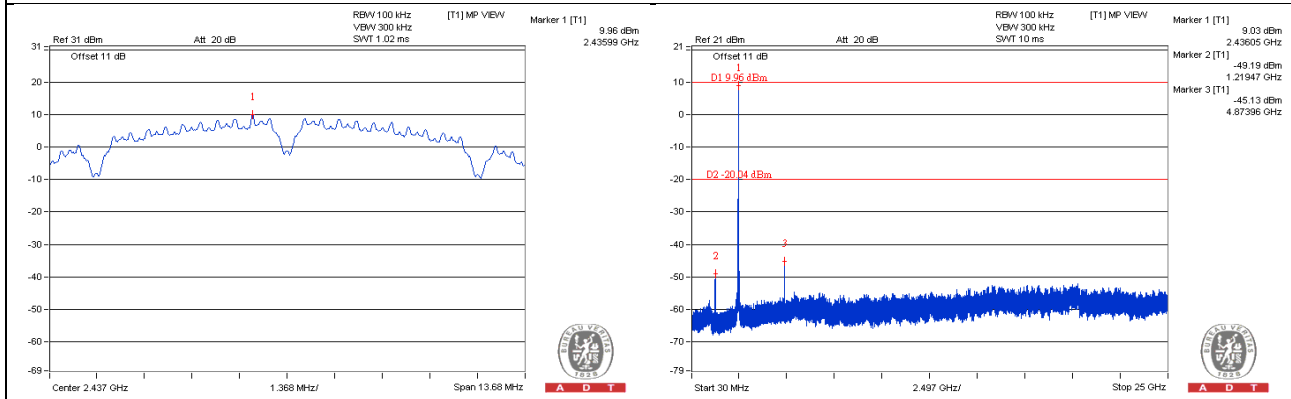 RBW 100 kHz [T1] MP VIEW
VBW 300 kHz
Ref 31 dBm Att 20 dB SWT 1.02 ms
Marker 1 [T1]
9.96 dBm
2.43599 GHz
31
Offset 11 dB
20
1
10
0
-10
-20
-30
-40
-50
-60
-69
Center 2.437 GHz 1.368 MHz/ Span 13.68 MHz
BUREAU VERITAS
1828
A D T
RBW 100 kHz [T1] MP VIEW
VBW 300 kHz
Ref 21 dBm Att 20 dB SWT 10 ms
Marker 1 [T1]
9.03 dBm
2.43605 GHz
Marker 2 [T1]
-49.19 dBm
1.21947 GHz
Marker 3 [T1]
-45.13 dBm
4.87396 GHz
21
Offset 11 dB
1
D1 9.96 dBm
10
0
-10
D2 -20.04 dBm
-20
-30
3
-40
2
-50
-60
-70
-79
Start 30 MHz 2.497 GHz/ Stop 25 GHz
BUREAU VERITAS
1828
A D T